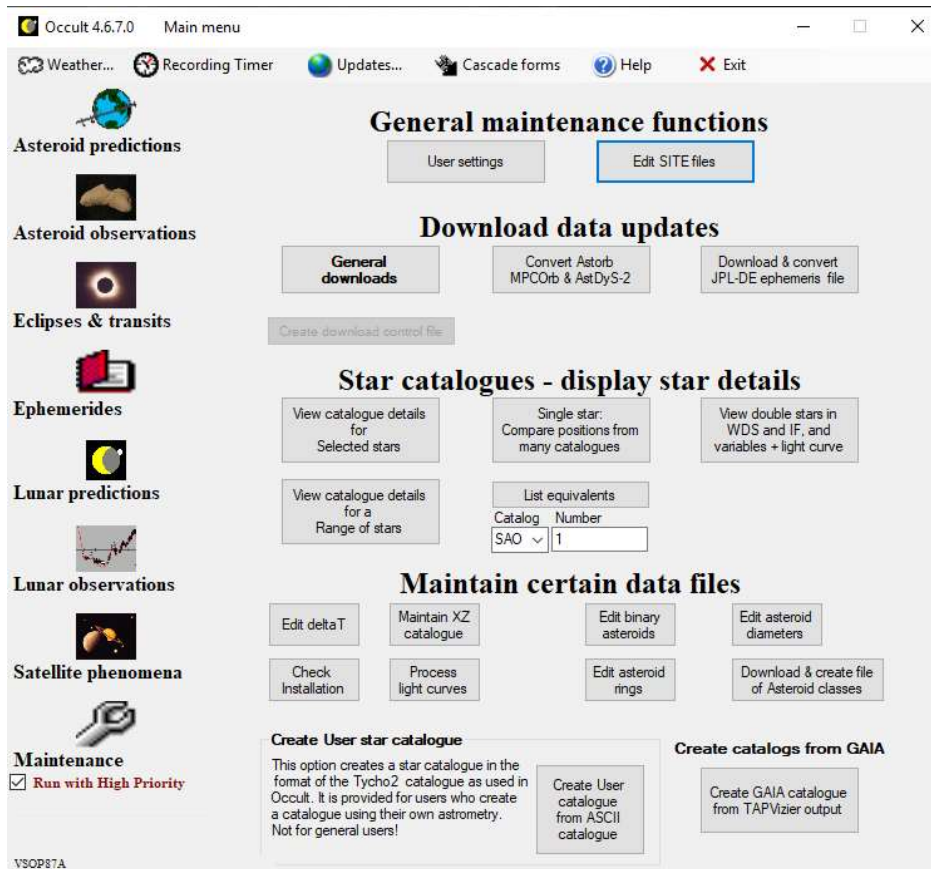 Occult 4.6.7.0 Main menu
Weather... Recording Timer Updates... Cascade forms Help Exit
Asteroid predictions
Asteroid observations
Eclipses & transits
Ephemerides
Lunar predictions
Lunar observations
Satellite phenomena
Maintenance
Run with High Priority
VSOP87A
General maintenance functions
User settings
Edit SITE files
Download data updates
General
downloads
Convert Astorb
MPCOrb & AstDyS-2
Download & convert
JPL-DE ephemeris file
Create download control file
Star catalogues - display star details
View catalogue details
for
Selected stars
Single star:
Compare positions from
many catalogues
View double stars in
WDS and IF, and
variables + light curve
View catalogue details
for a
Range of stars
List equivalents
Catalog Number
SAO 1
Maintain certain data files
Edit deltaT
Maintain XZ
catalogue
Edit binary
asteroids
Edit asteroid
diameters
Check
Installation
Process
light curves
Edit asteroid
rings
Download & create file
of Asteroid classes
Create User star catalogue
This option creates a star catalogue in the
format of the Tycho2 catalogue as used in
Occult. It is provided for users who create
a catalogue using their own astrometry.
Not for general users!
Create User
catalogue
from ASCII
catalogue
Create catalogs from GAIA
Create GAIA catalogue
from TAPVizier output